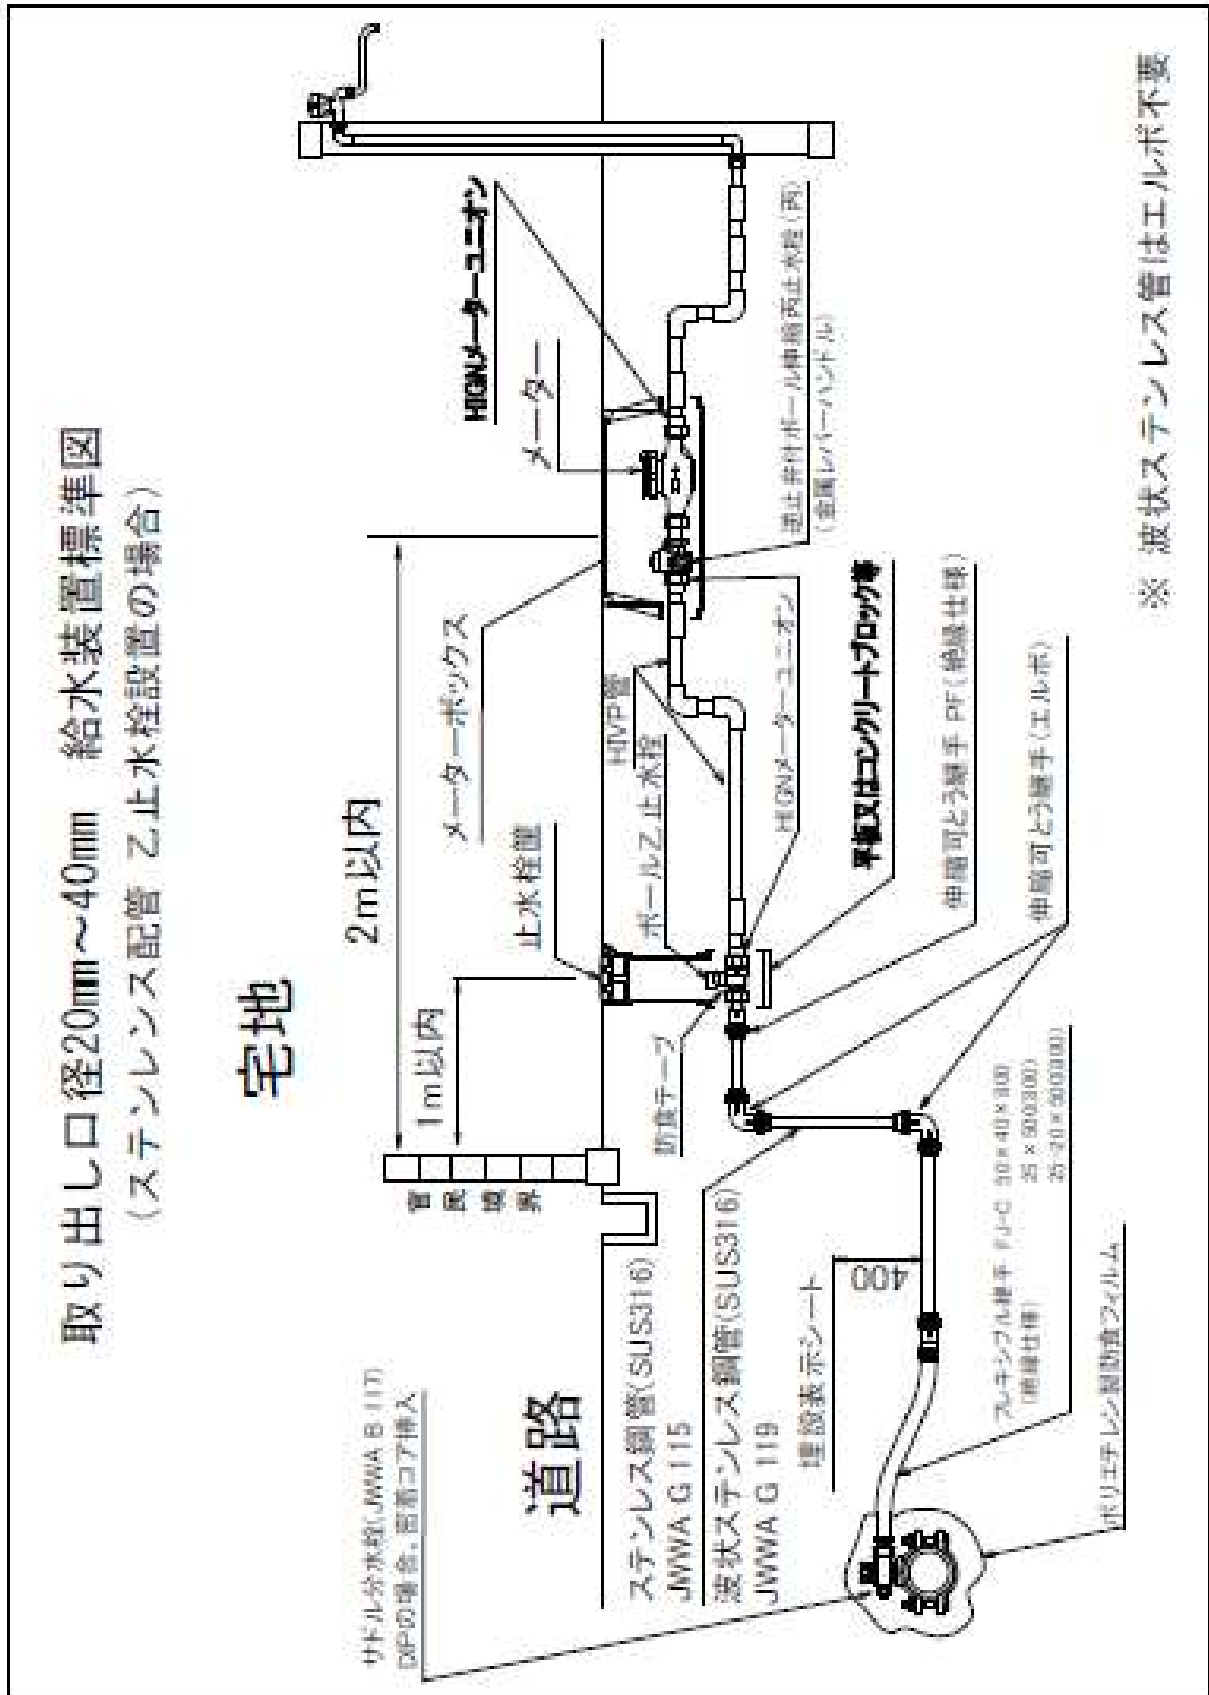 取り出し口径20mm～40mm 給水装置標準図
(ステンレンス配管 乙止水栓設置の場合)
宅地
2m以内
1m以内
官民境界
道路
メーターボックス
メーター
HIGNメーターユニオン
止水栓筐
ボール乙止水栓
HIVP管
防食テープ
HIGNメーターユニオン
逆止弁付ボール伸縮丙止水栓(丙)
(金属レバーハンドル)
平板又はコンクリートブロック等
伸縮可とう継手 PF(絶縁仕様)
伸縮可とう継手(エルボ)
サドル分水栓(JWWA B 117)
DIPの場合、密着コア挿入
ステンレス鋼管(SUS316)
JWWA G 115
波状ステンレス鋼管(SUS316)
JWWA G 119
埋設表示シート
400
フレキシブル継手 FJ-C 50×40×300
(絶縁仕様)
ポリエチレン製防食フィルム
※ 波状ステンレス管はエルボ不要